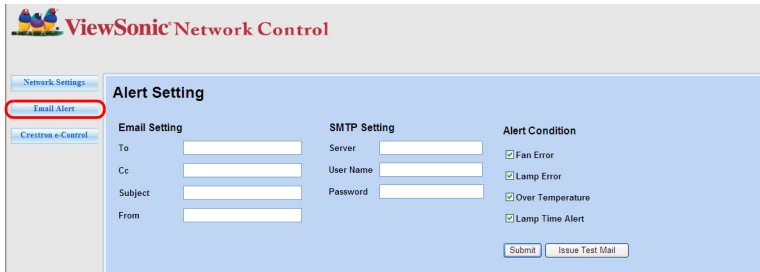 ViewSonic® Network Control
Network Settings
Email Alert
Crestron e-Control
Alert Setting
Email Setting
To
Cc
Subject
From
SMTP Setting
Server
User Name
Password
Alert Condition
Fan Error
Lamp Error
Over Temperature
Lamp Time Alert
Submit
Issue Test Mail